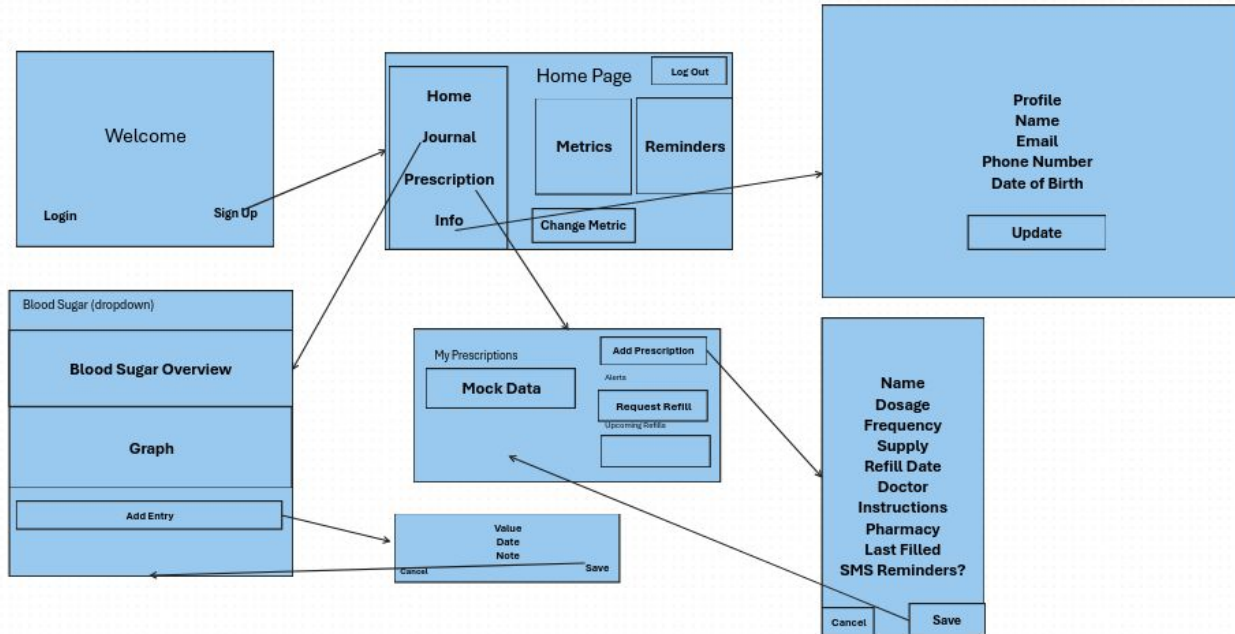 Welcome
Login
Sign Up
Home Page
Log Out
Home
Journal
Prescription
Info
Metrics
Reminders
Change Metric
Profile
Name
Email
Phone Number
Date of Birth
Update
Blood Sugar (dropdown)
Blood Sugar Overview
Graph
Add Entry
My Prescriptions
Mock Data
Add Prescription
Alerts
Request Refill
Upcoming Refills
Value
Date
Note
Cancel
Save
Name
Dosage
Frequency
Supply
Refill Date
Doctor
Instructions
Pharmacy
Last Filled
SMS Reminders?
Cancel
Save